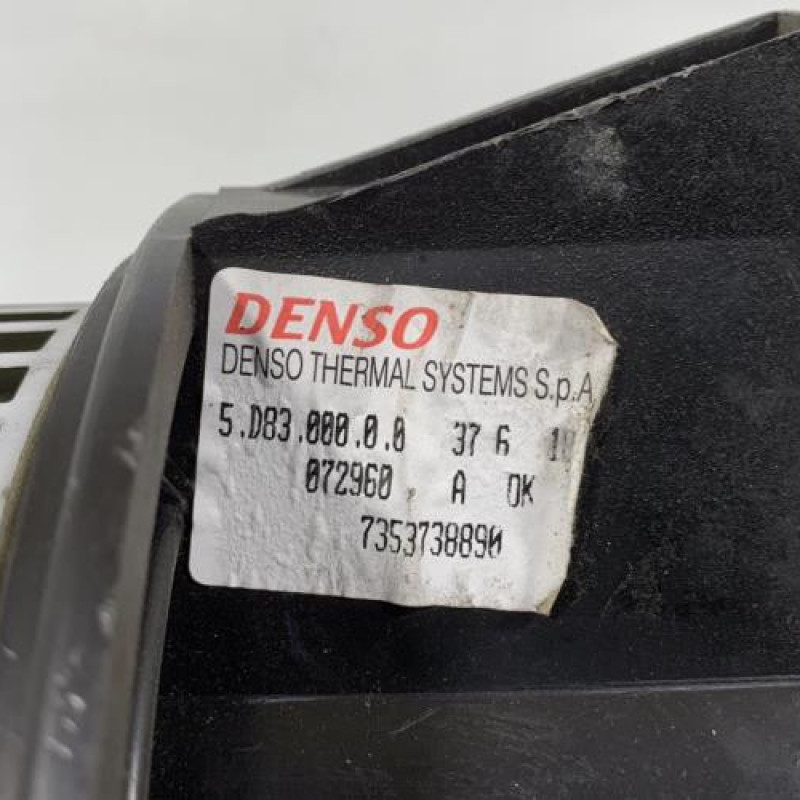 DENSO
DENSO THERMAL SYSTEMS S.p.A
5.D83.000.0.0 37 6
072960 A OK
7353738890